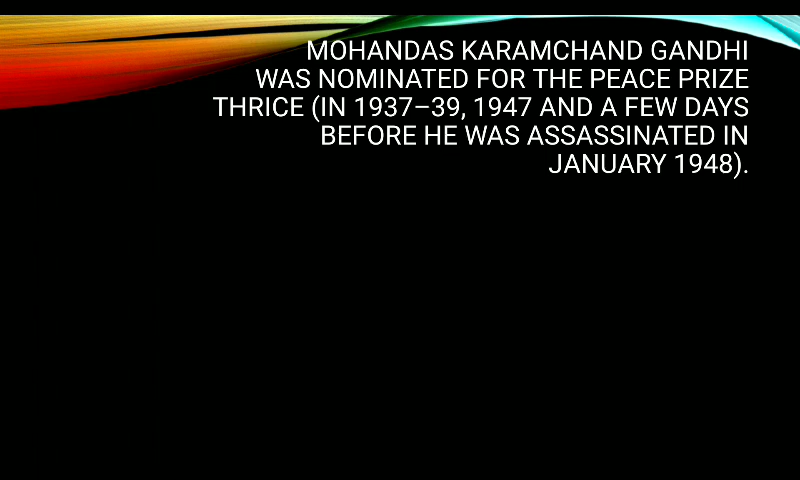 MOHANDAS KARAMCHAND GANDHI
WAS NOMINATED FOR THE PEACE PRIZE
THRICE (IN 1937–39, 1947 AND A FEW DAYS
BEFORE HE WAS ASSASSINATED IN
JANUARY 1948).